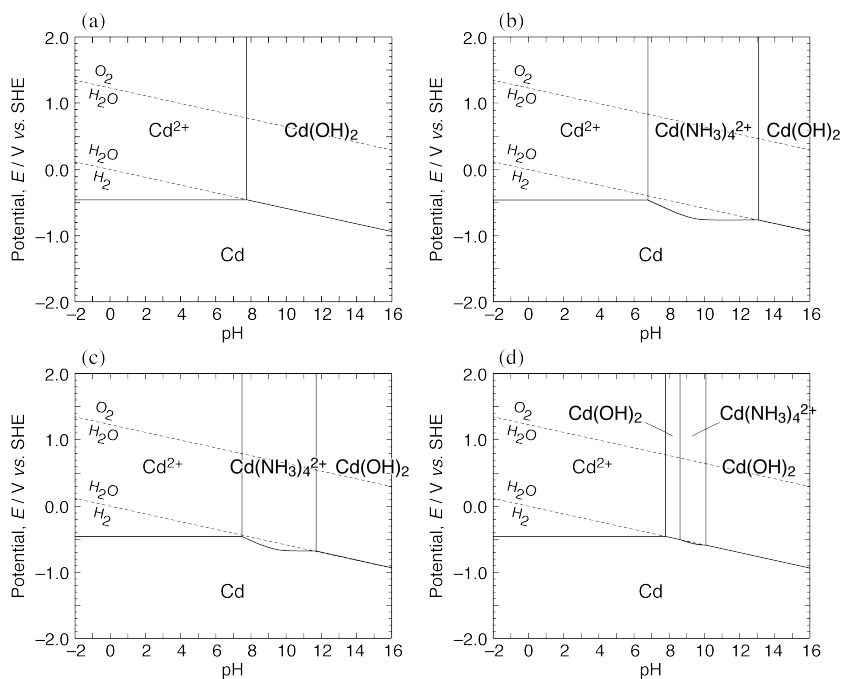 (a)
Potential, E / V vs. SHE
2.0
1.0
0.0
−1.0
−2.0
O₂
H₂O
H₂O
H₂
Cd²⁺
Cd(OH)₂
Cd
−2 0 2 4 6 8 10 12 14 16
pH
(b)
Potential, E / V vs. SHE
2.0
1.0
0.0
−1.0
−2.0
O₂
H₂O
H₂O
H₂
Cd²⁺
Cd(NH₃)₄²⁺
Cd(OH)₂
Cd
−2 0 2 4 6 8 10 12 14 16
pH
(c)
Potential, E / V vs. SHE
2.0
1.0
0.0
−1.0
−2.0
O₂
H₂O
H₂O
H₂
Cd²⁺
Cd(NH₃)₄²⁺
Cd(OH)₂
Cd
−2 0 2 4 6 8 10 12 14 16
pH
(d)
Potential, E / V vs. SHE
2.0
1.0
0.0
−1.0
−2.0
O₂
H₂O
H₂O
H₂
Cd(OH)₂
Cd(NH₃)₄²⁺
Cd²⁺
Cd(OH)₂
Cd
−2 0 2 4 6 8 10 12 14 16
pH